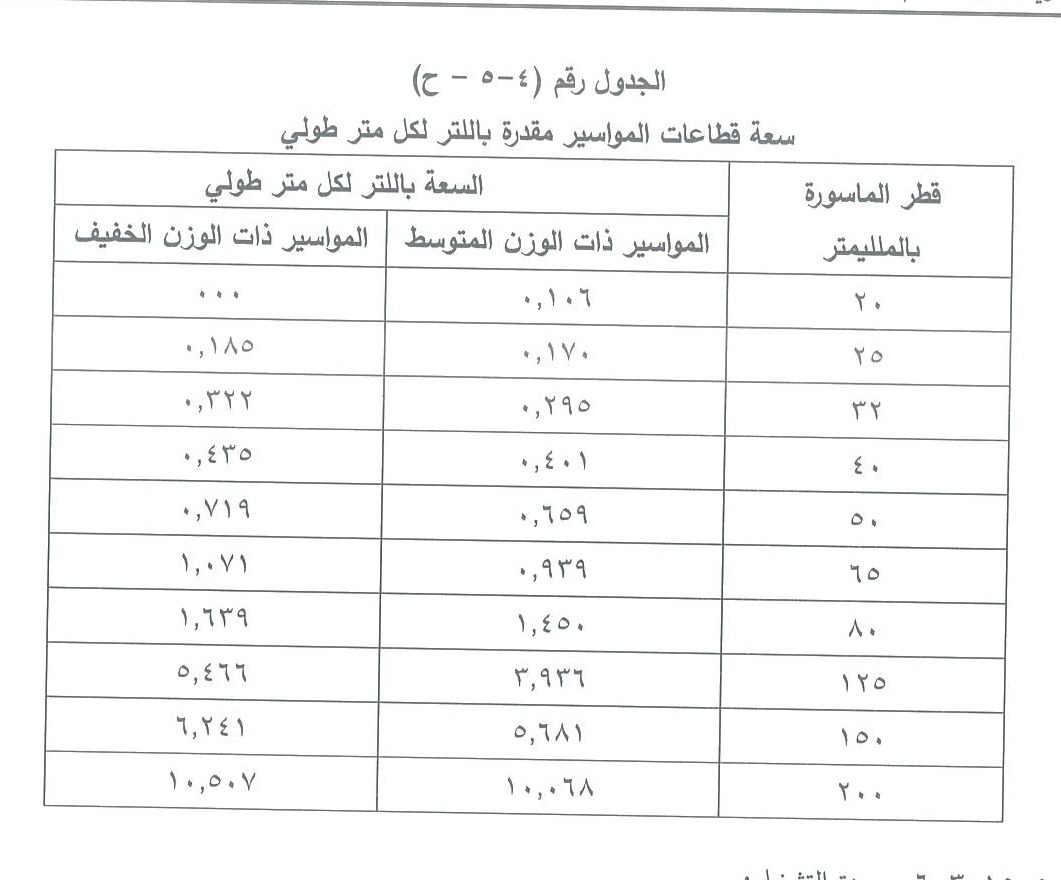 الجدول رقم (٤-٥ - ح)
سعة قطاعات المواسير مقدرة باللتر لكل متر طولي
قطر الماسورة بالملليمتر
السعة باللتر لكل متر طولي
المواسير ذات الوزن المتوسط المواسير ذات الوزن الخفيف
٢٠ ٠,١٠٦ ٠٠٠
٢٥ ٠,١٧٠ ٠,١٨٥
٣٢ ٠,٢٩٥ ٠,٣٢٢
٤٠ ٠,٤٠١ ٠,٤٣٥
٥٠ ٠,٦٥٩ ٠,٧١٩
٦٥ ٠,٩٣٩ ١,٠٧١
٨٠ ١,٤٥٠ ١,٦٣٩
١٢٥ ٣,٩٣٦ ٥,٤٦٦
١٥٠ ٥,٦٨١ ٦,٢٤١
٢٠٠ ١٠,٠٦٨ ١٠,٥٠٧